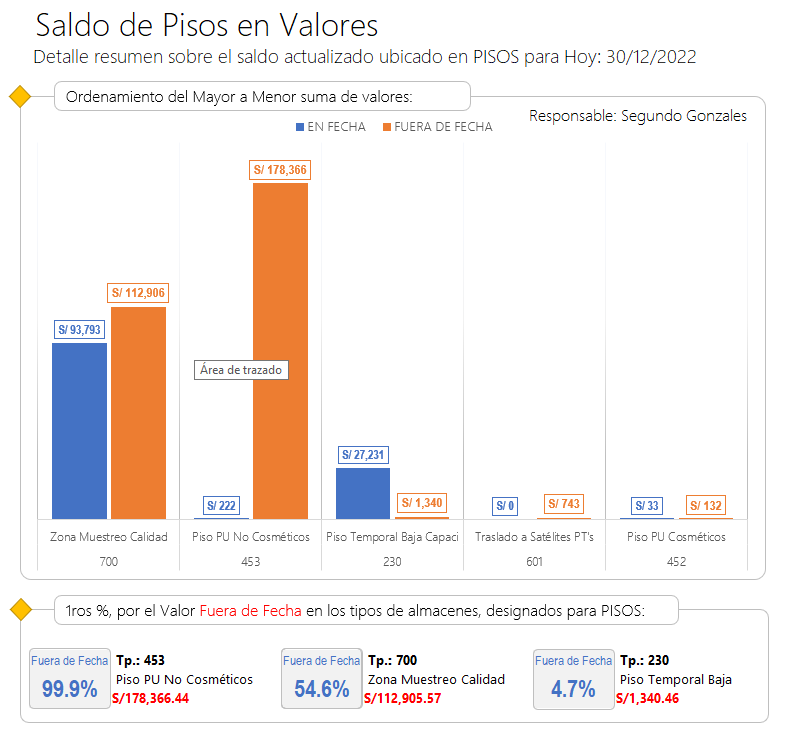 Saldo de Pisos en Valores
Detalle resumen sobre el saldo actualizado ubicado en PISOS para Hoy: 30/12/2022
Ordenamiento del Mayor a Menor suma de valores:
Responsable: Segundo Gonzales
EN FECHA FUERA DE FECHA
S/ 178,366
S/ 112,906
S/ 93,793
Área de trazado
S/ 27,231
S/ 222
S/ 1,340
S/ 0
S/ 743
S/ 33
S/ 132
Zona Muestreo Calidad
Piso PU No Cosméticos
Piso Temporal Baja Capaci
Traslado a Satélites PT's
Piso PU Cosméticos
700
453
230
601
452
1ros %, por el Valor Fuera de Fecha en los tipos de almacenes, designados para PISOS:
Fuera de Fecha
99.9%
Tp.: 453
Piso PU No Cosméticos
S/178,366.44
Fuera de Fecha
54.6%
Tp.: 700
Zona Muestreo Calidad
S/112,905.57
Fuera de Fecha
4.7%
Tp.: 230
Piso Temporal Baja
S/1,340.46